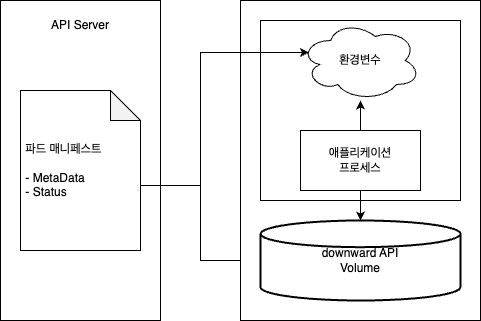 API Server
파드 매니페스트
- MetaData
- Status
환경변수
애플리케이션
프로세스
downward API
Volume